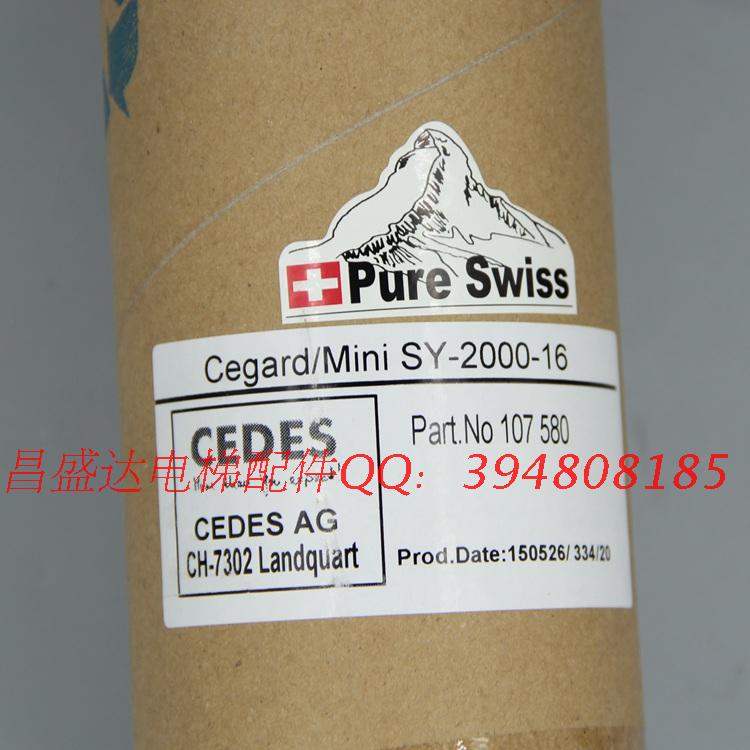 Pure Swiss
Cegard/Mini SY-2000-16
CEDES
Part.No 107 580
昌盛达电梯配件QQ：394808185
CEDES AG
CH-7302 Landquart
Prod.Date:150526/ 334/20